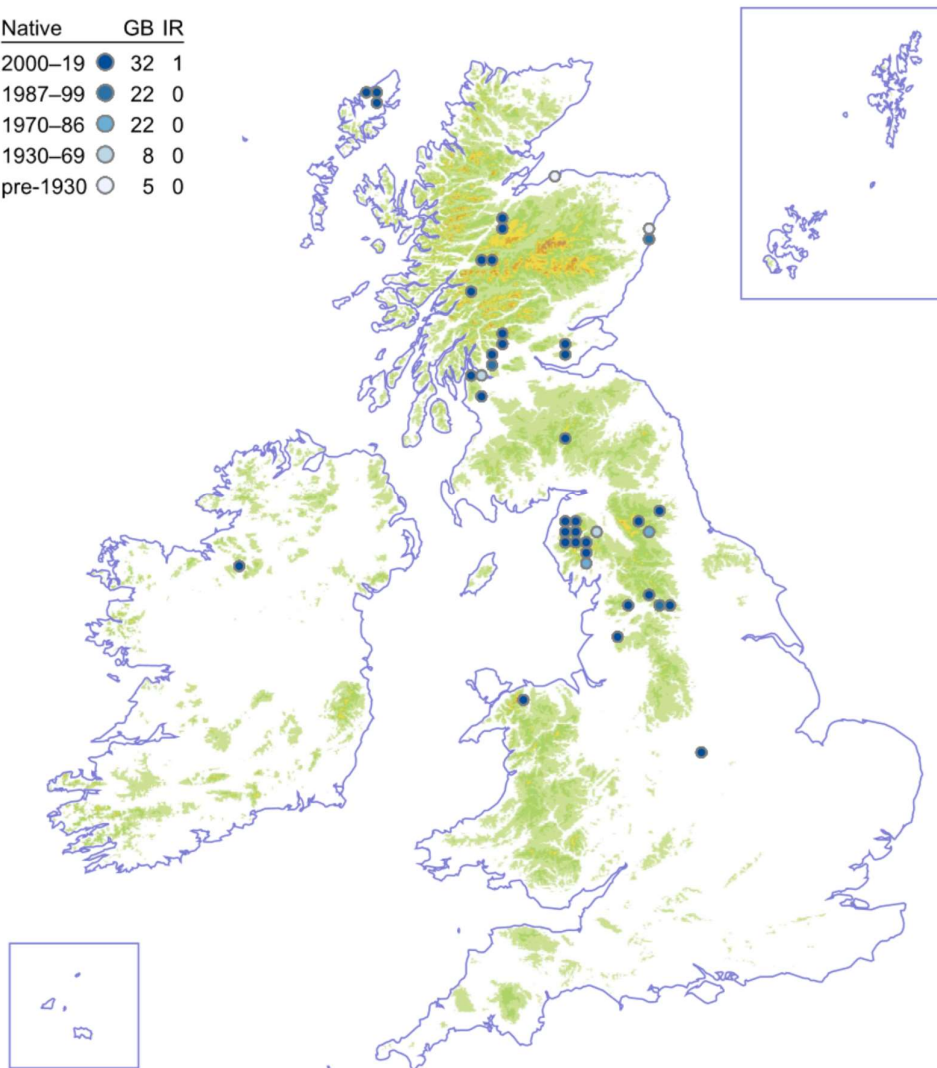 Native GB IR
2000–19 32 1
1987–99 22 0
1970–86 22 0
1930–69 8 0
pre-1930 5 0